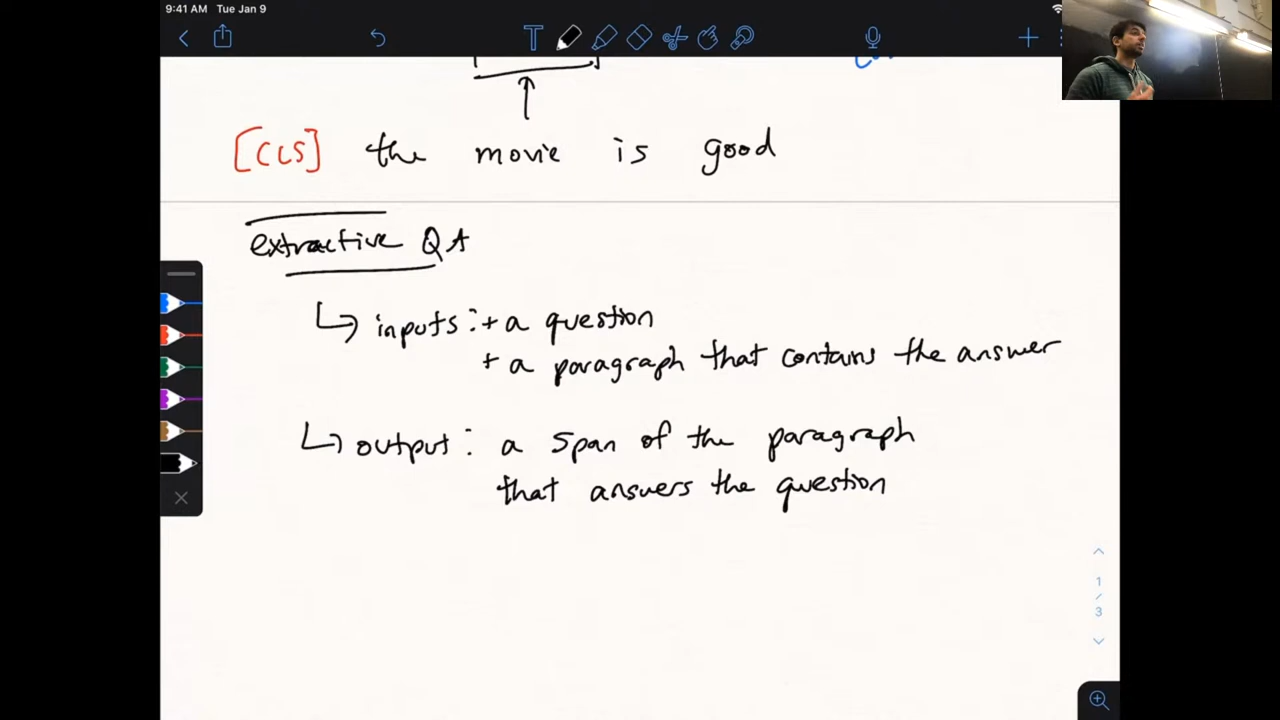 9:41 AM Tue Jan 9
T
[CLS] the movie is good
extractive QA
↳ inputs: + a question
+ a paragraph that contains the answer
↳ output: a span of the paragraph
that answers the question
1
/
3